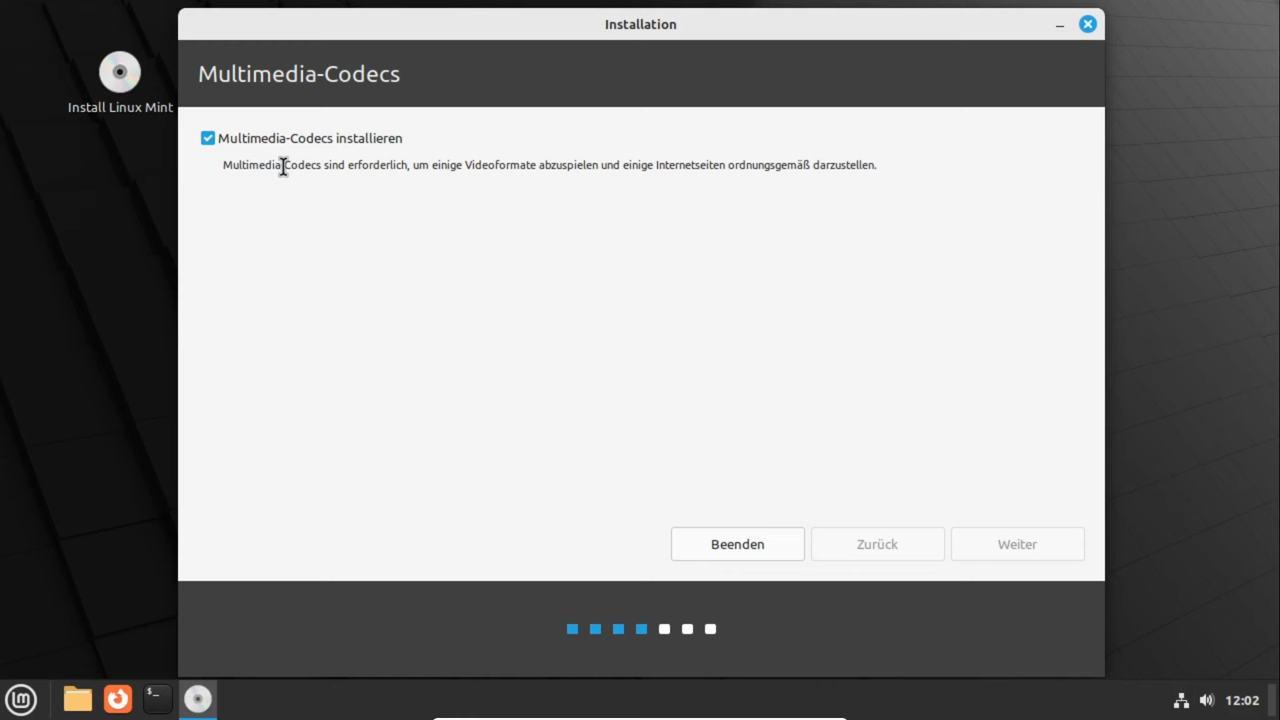 Installation
Install Linux Mint
Multimedia-Codecs
Multimedia-Codecs installieren
Multimedia-Codecs sind erforderlich, um einige Videoformate abzuspielen und einige Internetseiten ordnungsgemäß darzustellen.
Beenden
Zurück
Weiter
$_
12:02